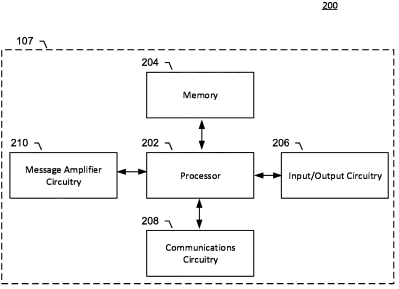 200
107
204
Memory
210
202
206
Message Amplifier
Circuitry
Processor
Input/Output Circuitry
208
Communications
Circuitry